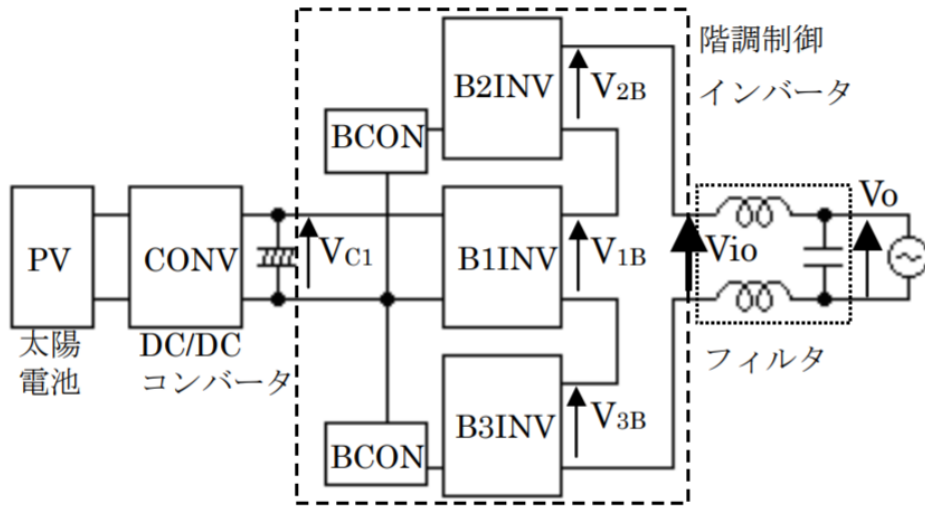 階調制御
インバータ
B2INV
V2B
BCON
PV
CONV
VC1
B1INV
V1B
Vio
Vo
太陽
電池
DC/DC
コンバータ
フィルタ
B3INV
V3B
BCON